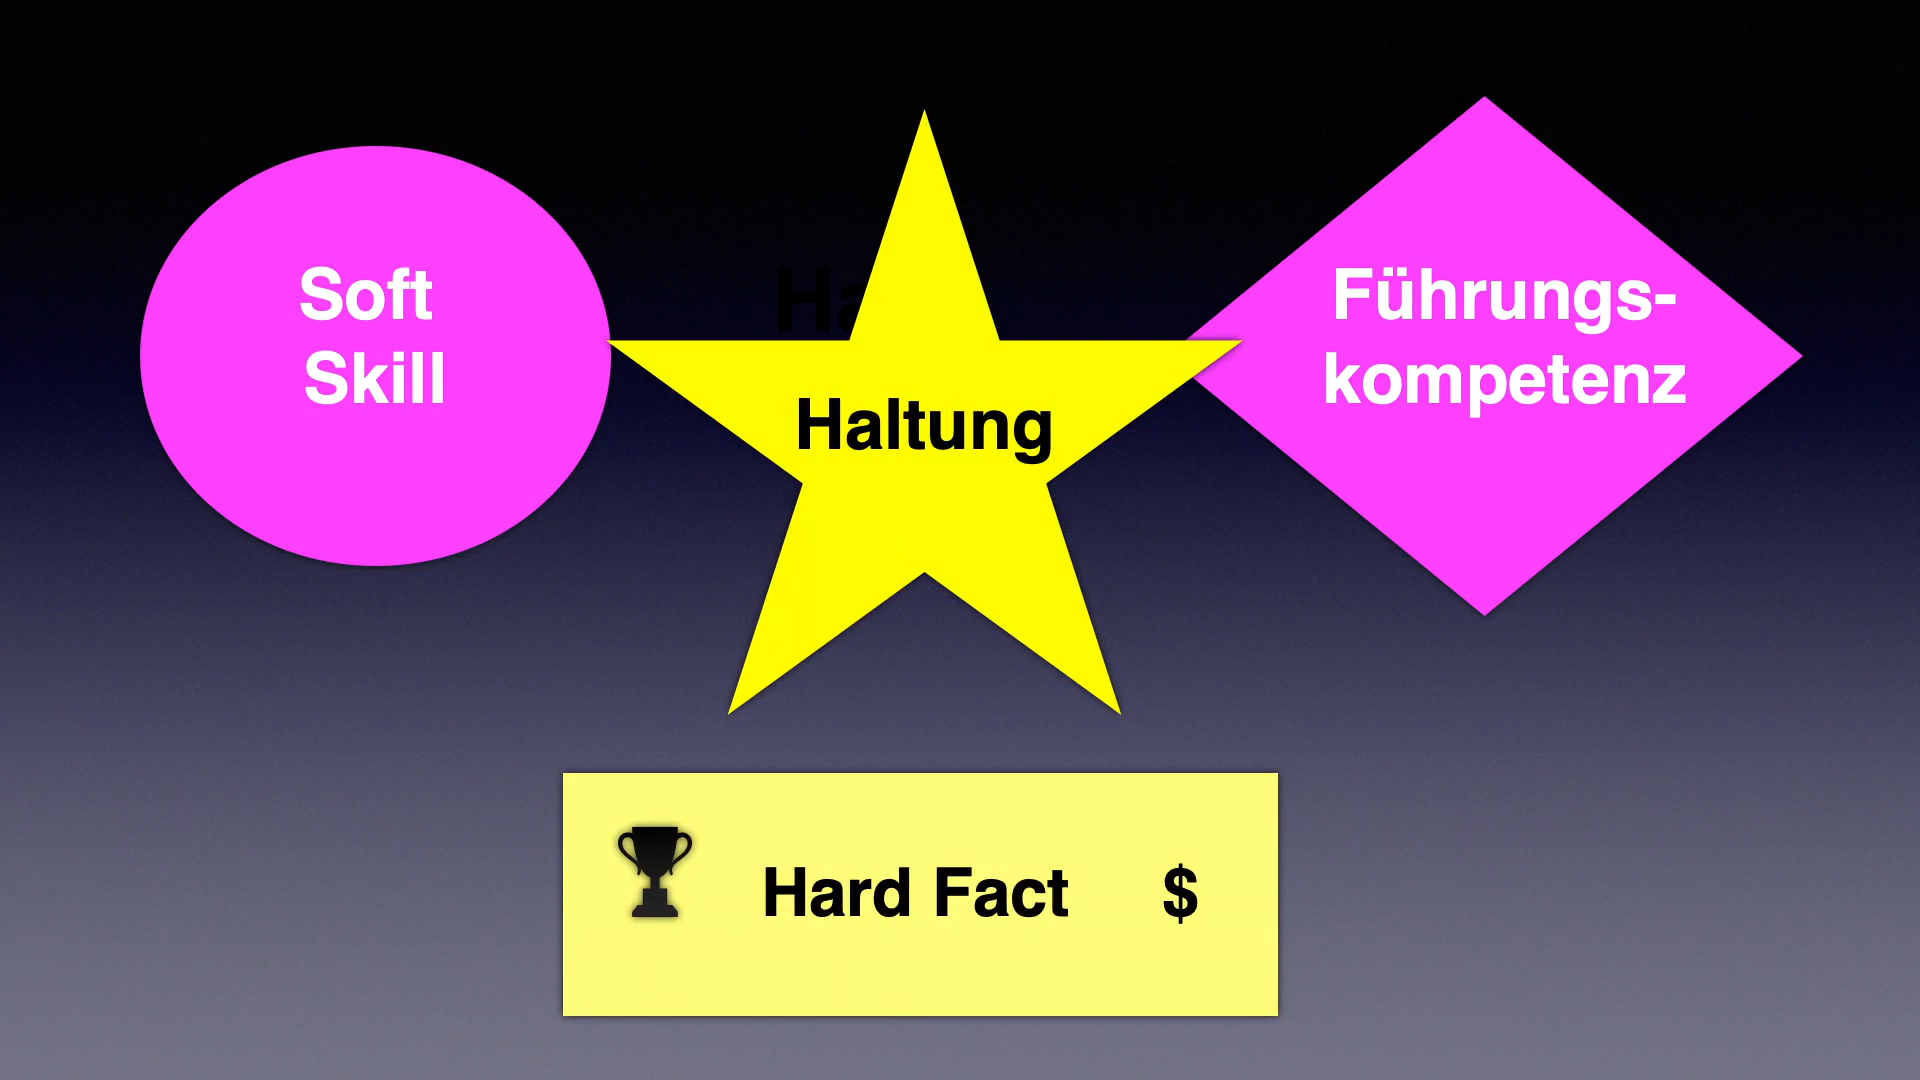 Soft
Skill
Haltung
Führungs-
kompetenz
Hard Fact $